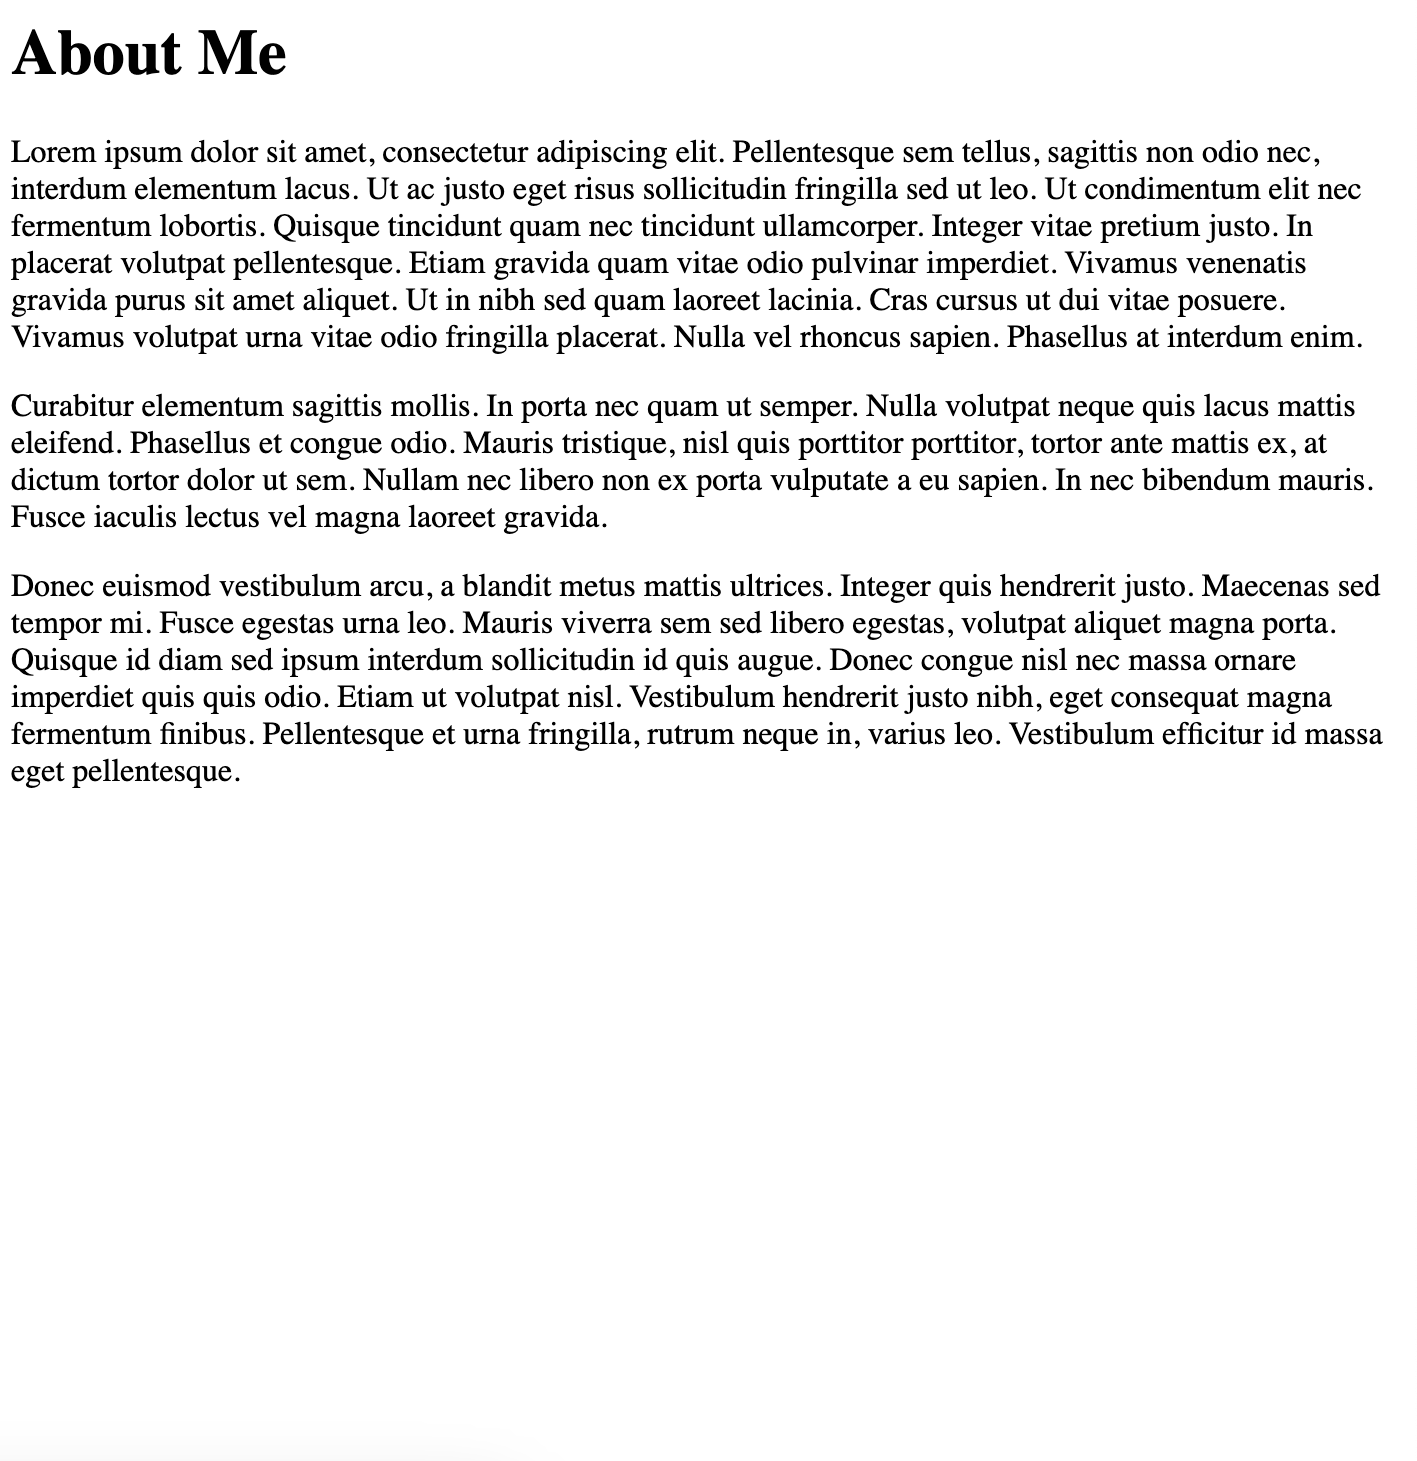 About Me
Lorem ipsum dolor sit amet, consectetur adipiscing elit. Pellentesque sem tellus, sagittis non odio nec,
interdum elementum lacus. Ut ac justo eget risus sollicitudin fringilla sed ut leo. Ut condimentum elit nec
fermentum lobortis. Quisque tincidunt quam nec tincidunt ullamcorper. Integer vitae pretium justo. In
placerat volutpat pellentesque. Etiam gravida quam vitae odio pulvinar imperdiet. Vivamus venenatis
gravida purus sit amet aliquet. Ut in nibh sed quam laoreet lacinia. Cras cursus ut dui vitae posuere.
Vivamus volutpat urna vitae odio fringilla placerat. Nulla vel rhoncus sapien. Phasellus at interdum enim.
Curabitur elementum sagittis mollis. In porta nec quam ut semper. Nulla volutpat neque quis lacus mattis
eleifend. Phasellus et congue odio. Mauris tristique, nisl quis porttitor porttitor, tortor ante mattis ex, at
dictum tortor dolor ut sem. Nullam nec libero non ex porta vulputate a eu sapien. In nec bibendum mauris.
Fusce iaculis lectus vel magna laoreet gravida.
Donec euismod vestibulum arcu, a blandit metus mattis ultrices. Integer quis hendrerit justo. Maecenas sed
tempor mi. Fusce egestas urna leo. Mauris viverra sem sed libero egestas, volutpat aliquet magna porta.
Quisque id diam sed ipsum interdum sollicitudin id quis augue. Donec congue nisl nec massa ornare
imperdiet quis quis odio. Etiam ut volutpat nisl. Vestibulum hendrerit justo nibh, eget consequat magna
fermentum finibus. Pellentesque et urna fringilla, rutrum neque in, varius leo. Vestibulum efficitur id massa
eget pellentesque.